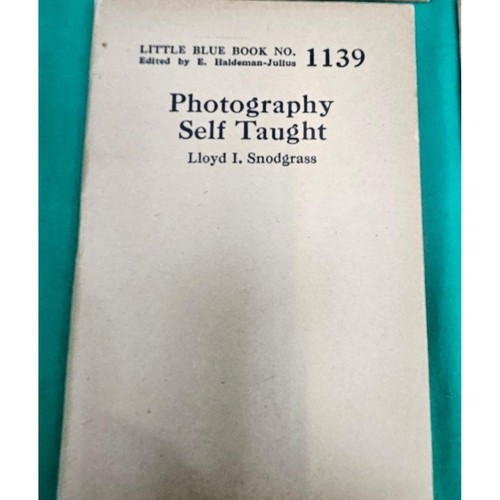 LITTLE BLUE BOOK NO. 1139
Edited by E. Haldeman-Julius
Photography
Self Taught
Lloyd I. Snodgrass